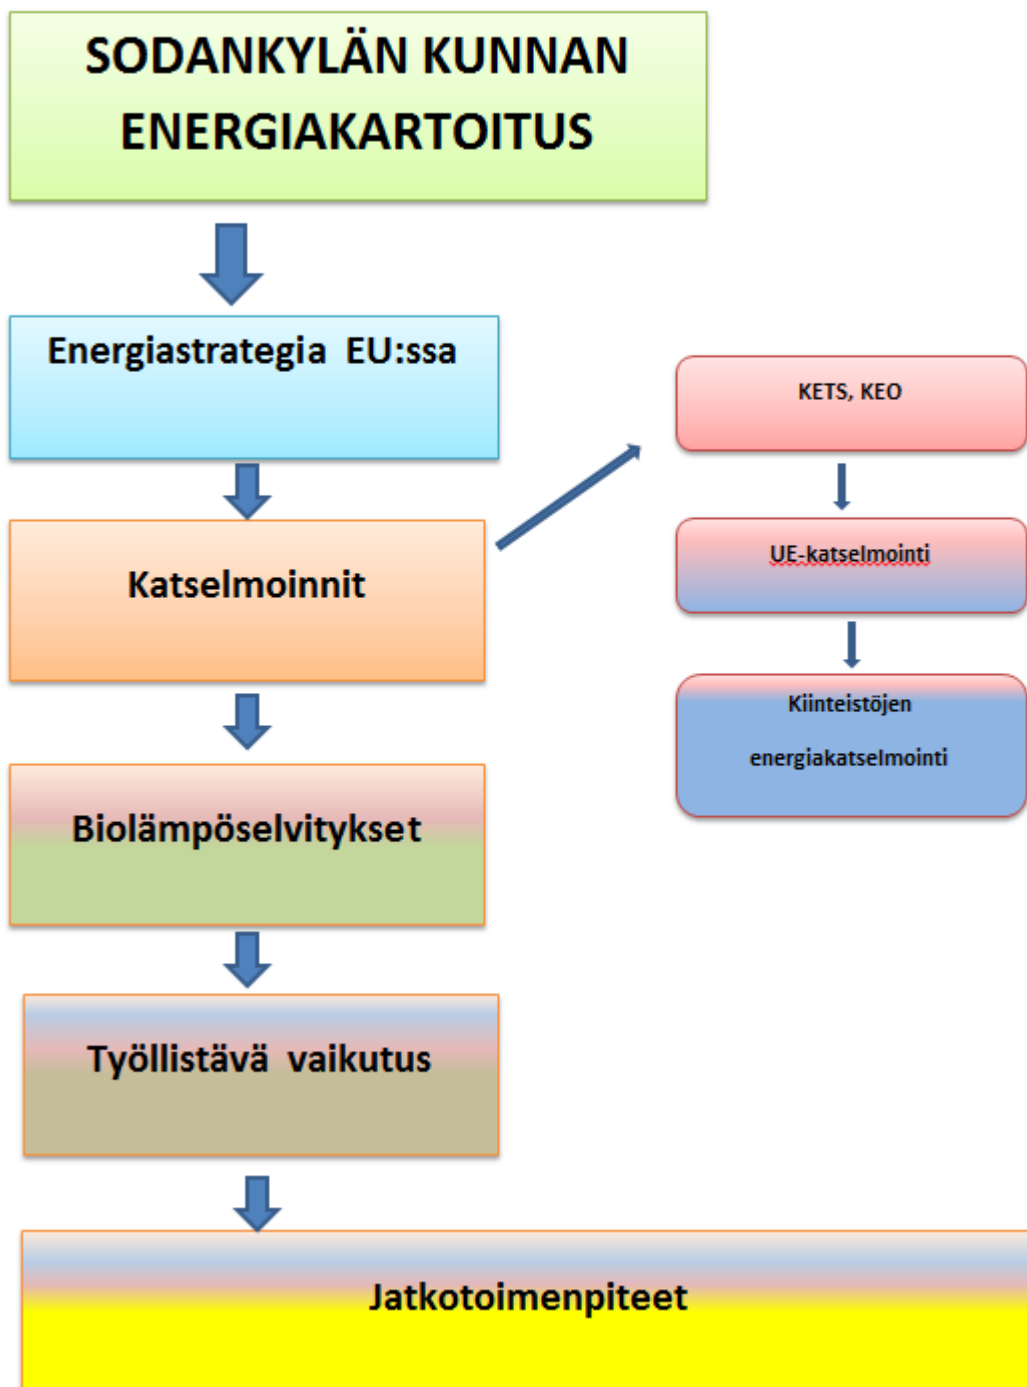 SODANKYLÄN KUNNAN
ENERGIAKARTOITUS
Energiastrategia EU:ssa
Katselmoinnit
KETS, KEO
UE-katselmointi
Kiinteistöjen
energiakatselmointi
Biolämpöselvitykset
Työllistävä vaikutus
Jatkotoimenpiteet